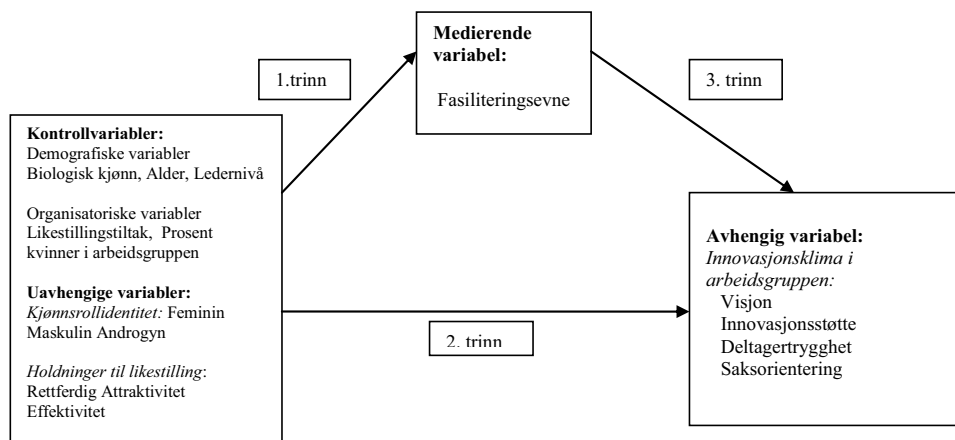 Medierende
variabel:
Fasiliteringsevne
1.trinn
3. trinn
Kontrollvariabler:
Demografiske variabler
Biologisk kjønn, Alder, Ledernivå
Organisatoriske variabler
Likestillingstiltak, Prosent
kvinner i arbeidsgruppen
Uavhengige variabler:
Kjønnsrollidentitet: Feminin
Maskulin Androgyn
Holdninger til likestilling:
Rettferdig Attraktivitet
Effektivitet
2. trinn
Avhengig variabel:
Innovasjonsklima i
arbeidsgruppen:
Visjon
Innovasjonsstøtte
Deltagertrygghet
Saksorientering